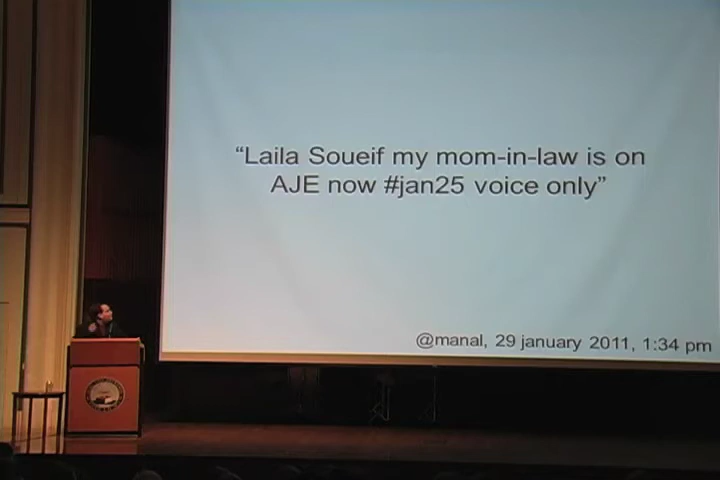 “Laila Soueif my mom-in-law is on
AJE now #jan25 voice only”
@manal, 29 january 2011, 1:34 pm